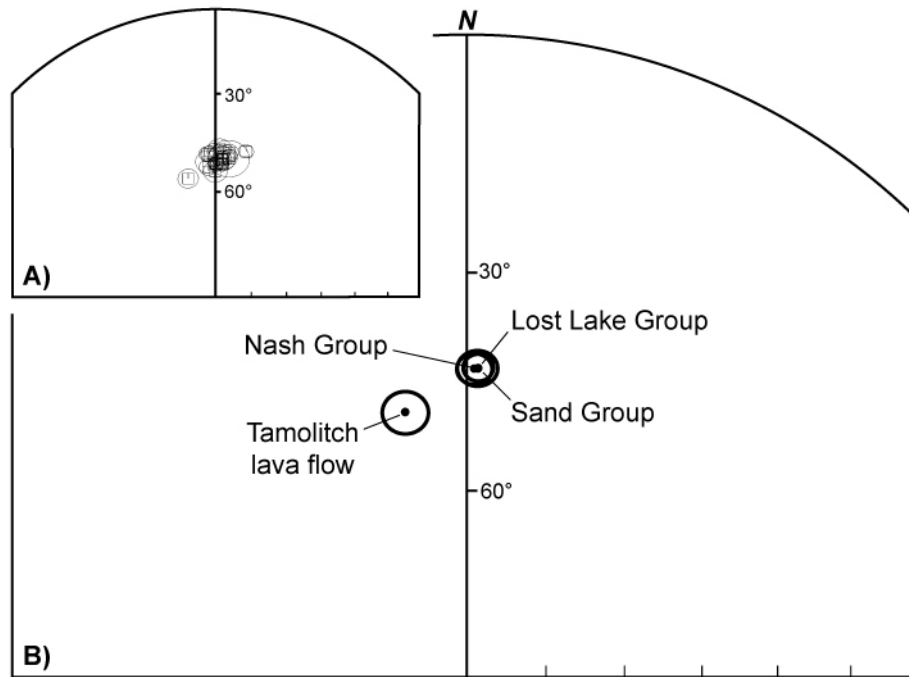 30°
60°
A)
N
30°
Lost Lake Group
Nash Group
Sand Group
Tamolitch
lava flow
60°
B)